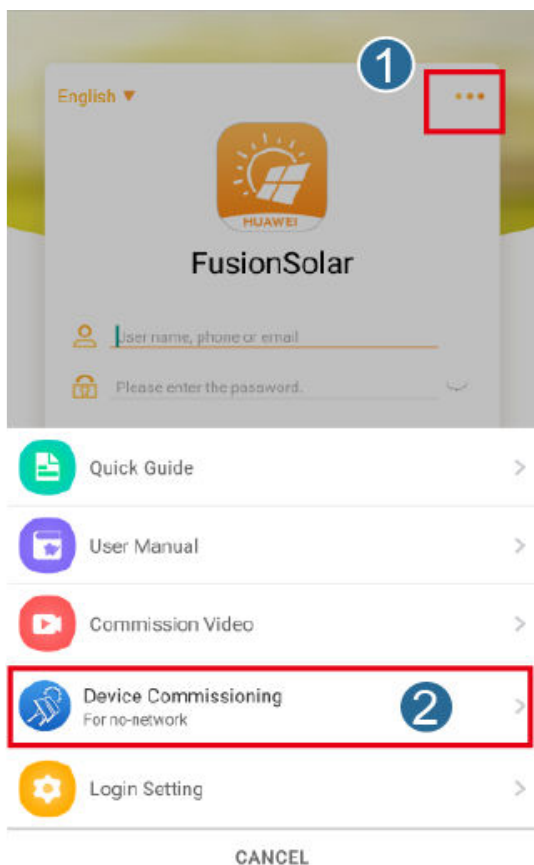 1
English ▼
HUAWEI
FusionSolar
User name, phone or email
Please enter the password.
Quick Guide
User Manual
Commission Video
Device Commissioning
For no-network
2
Login Setting
CANCEL